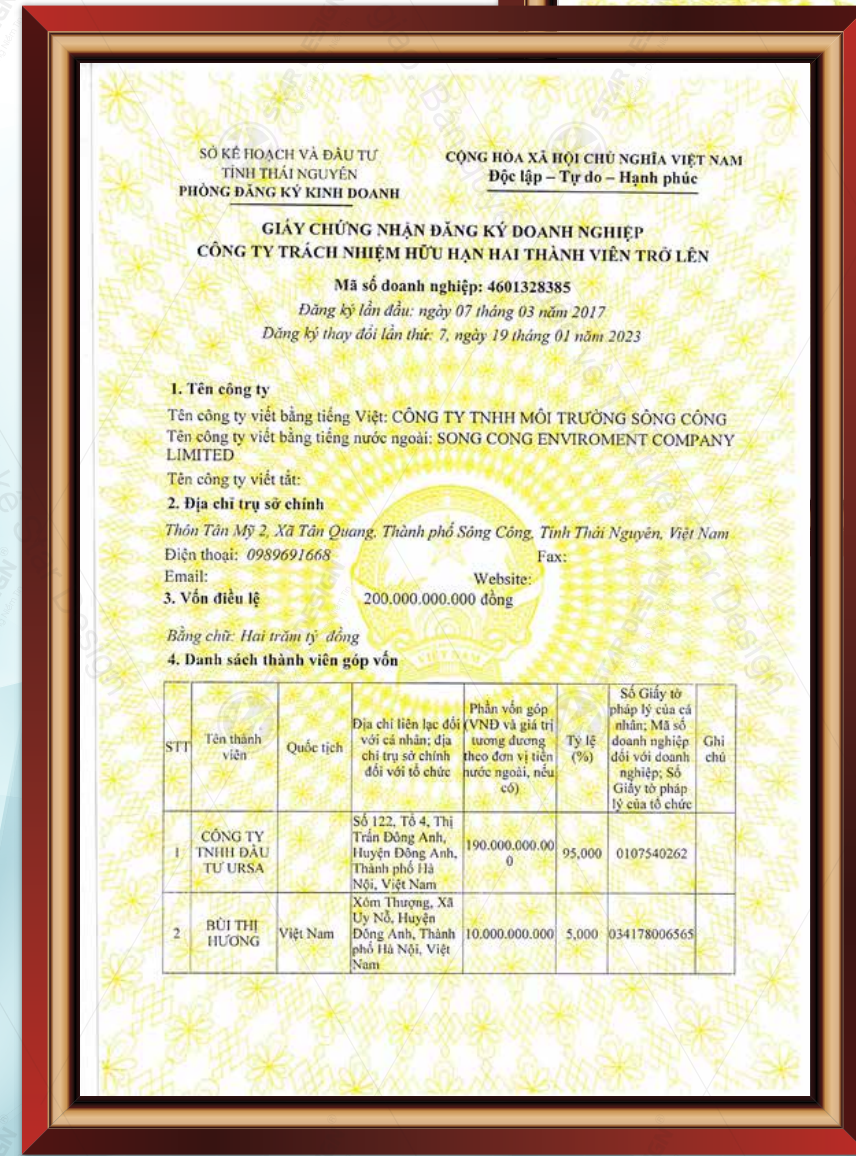 SỞ KẾ HOẠCH VÀ ĐẦU TƯ
TỈNH THÁI NGUYÊN
PHÒNG ĐĂNG KÝ KINH DOANH
CỘNG HÒA XÃ HỘI CHỦ NGHĨA VIỆT NAM
Độc lập – Tự do – Hạnh phúc
GIẤY CHỨNG NHẬN ĐĂNG KÝ DOANH NGHIỆP
CÔNG TY TRÁCH NHIỆM HỮU HẠN HAI THÀNH VIÊN TRỞ LÊN
Mã số doanh nghiệp: 4601328385
Đăng ký lần đầu: ngày 07 tháng 03 năm 2017
Đăng ký thay đổi lần thứ: 7, ngày 19 tháng 01 năm 2023
1. Tên công ty
Tên công ty viết bằng tiếng Việt: CÔNG TY TNHH MÔI TRƯỜNG SÔNG CÔNG
Tên công ty viết bằng tiếng nước ngoài: SONG CONG ENVIROMENT COMPANY
LIMITED
Tên công ty viết tắt:
2. Địa chỉ trụ sở chính
Thôn Tân Mỹ 2, Xã Tân Quang, Thành phố Sông Công, Tỉnh Thái Nguyên, Việt Nam
Điện thoại: 0989691668 Fax:
Email: Website:
3. Vốn điều lệ 200.000.000.000 đồng
Bằng chữ: Hai trăm tỷ đồng
4. Danh sách thành viên góp vốn
STT
Tên thành
viên
Quốc tịch
Địa chỉ liên lạc đối
với cá nhân; địa
chỉ trụ sở chính
đối với tổ chức
Phần vốn góp
(VNĐ và giá trị
tương đương
theo đơn vị tiền
nước ngoài, nếu
có)
Tỷ lệ
(%)
Số Giấy tờ
pháp lý của cá
nhân; Mã số
doanh nghiệp
đối với doanh
nghiệp; Số
Giấy tờ pháp
lý của tổ chức
Ghi
chú
1
CÔNG TY
TNHH ĐẦU
TƯ URSA
Số 122, Tổ 4, Thị
Trấn Đông Anh,
Huyện Đông Anh,
Thành phố Hà
Nội, Việt Nam
190.000.000.00
0
95,000
0107540262
2
BÙI THỊ
HƯƠNG
Việt Nam
Xóm Thượng, Xã
Uy Nỗ, Huyện
Đông Anh, Thành
phố Hà Nội, Việt
Nam
10.000.000.000
5,000
034178006565
VIỆT NAM